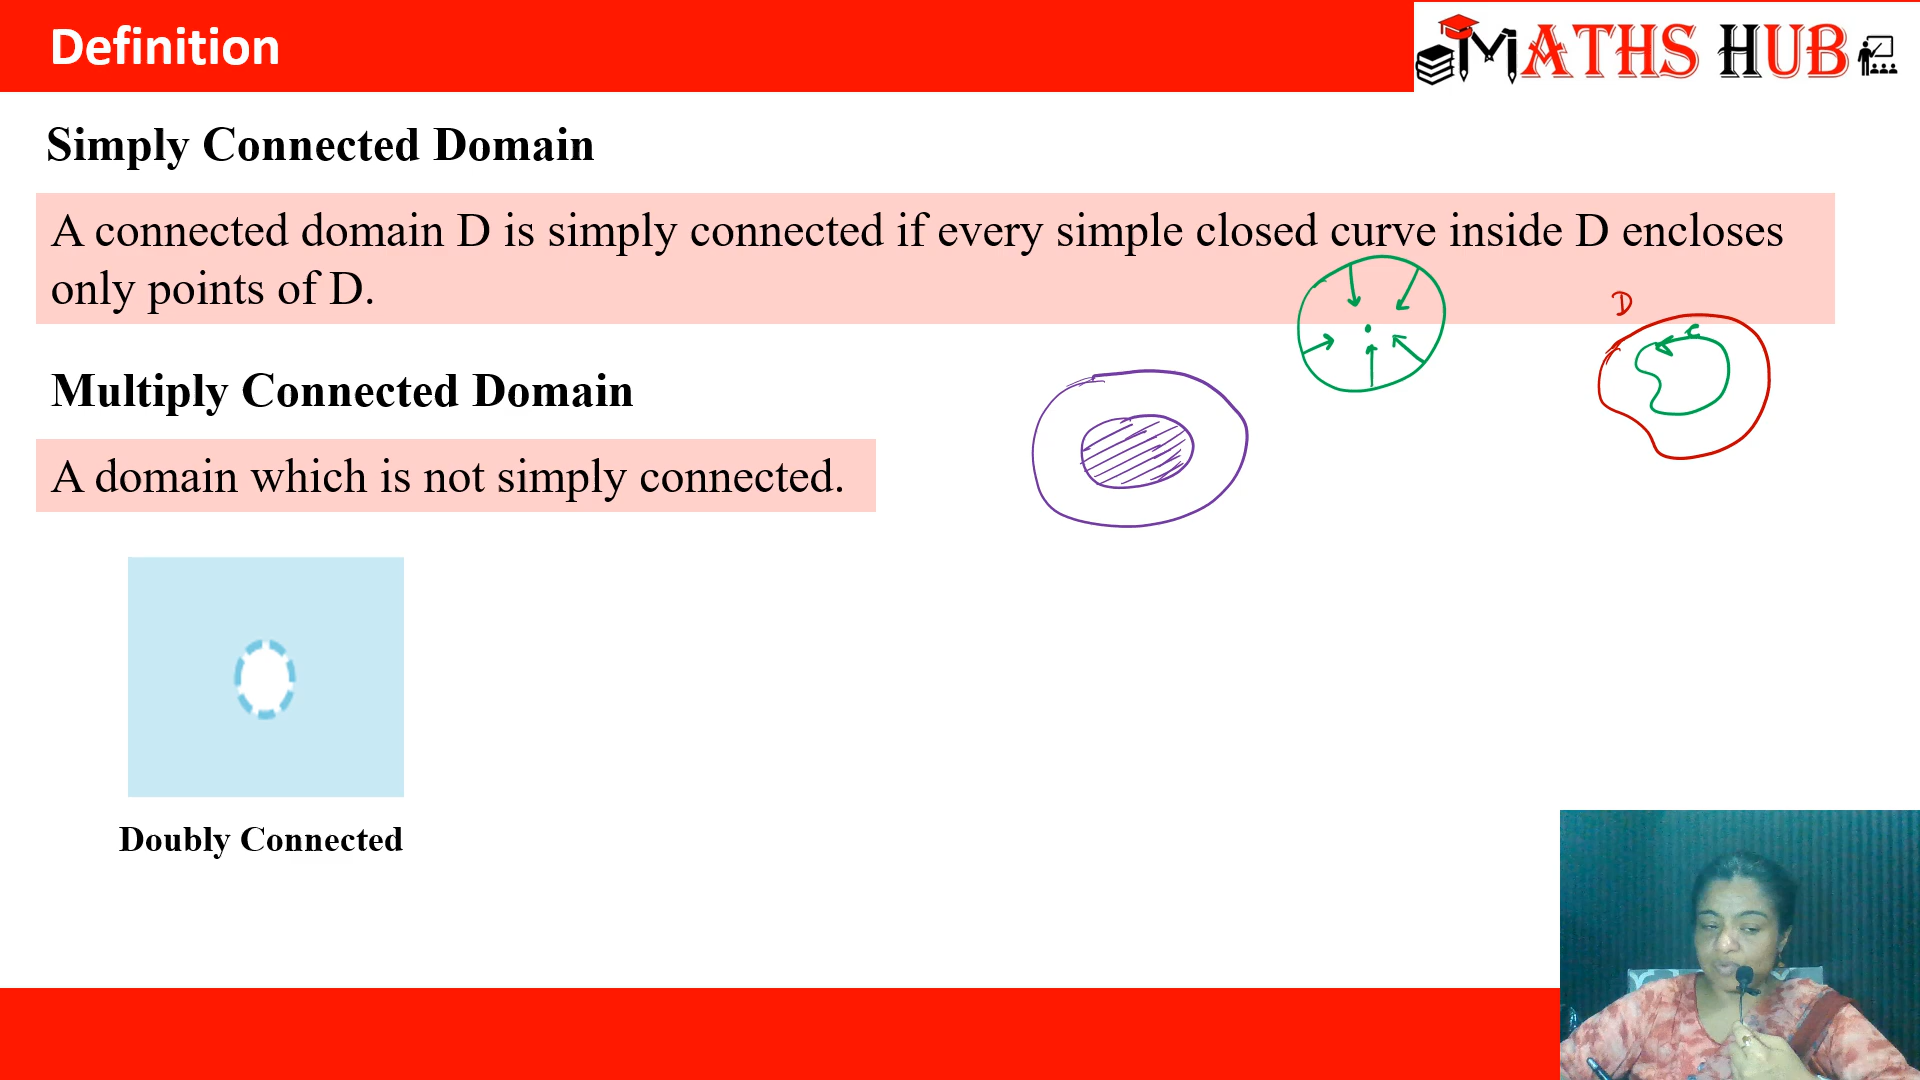 Definition
MATHS HUB
Simply Connected Domain
A connected domain D is simply connected if every simple closed curve inside D encloses
only points of D.
D
C
Multiply Connected Domain
A domain which is not simply connected.
Doubly Connected